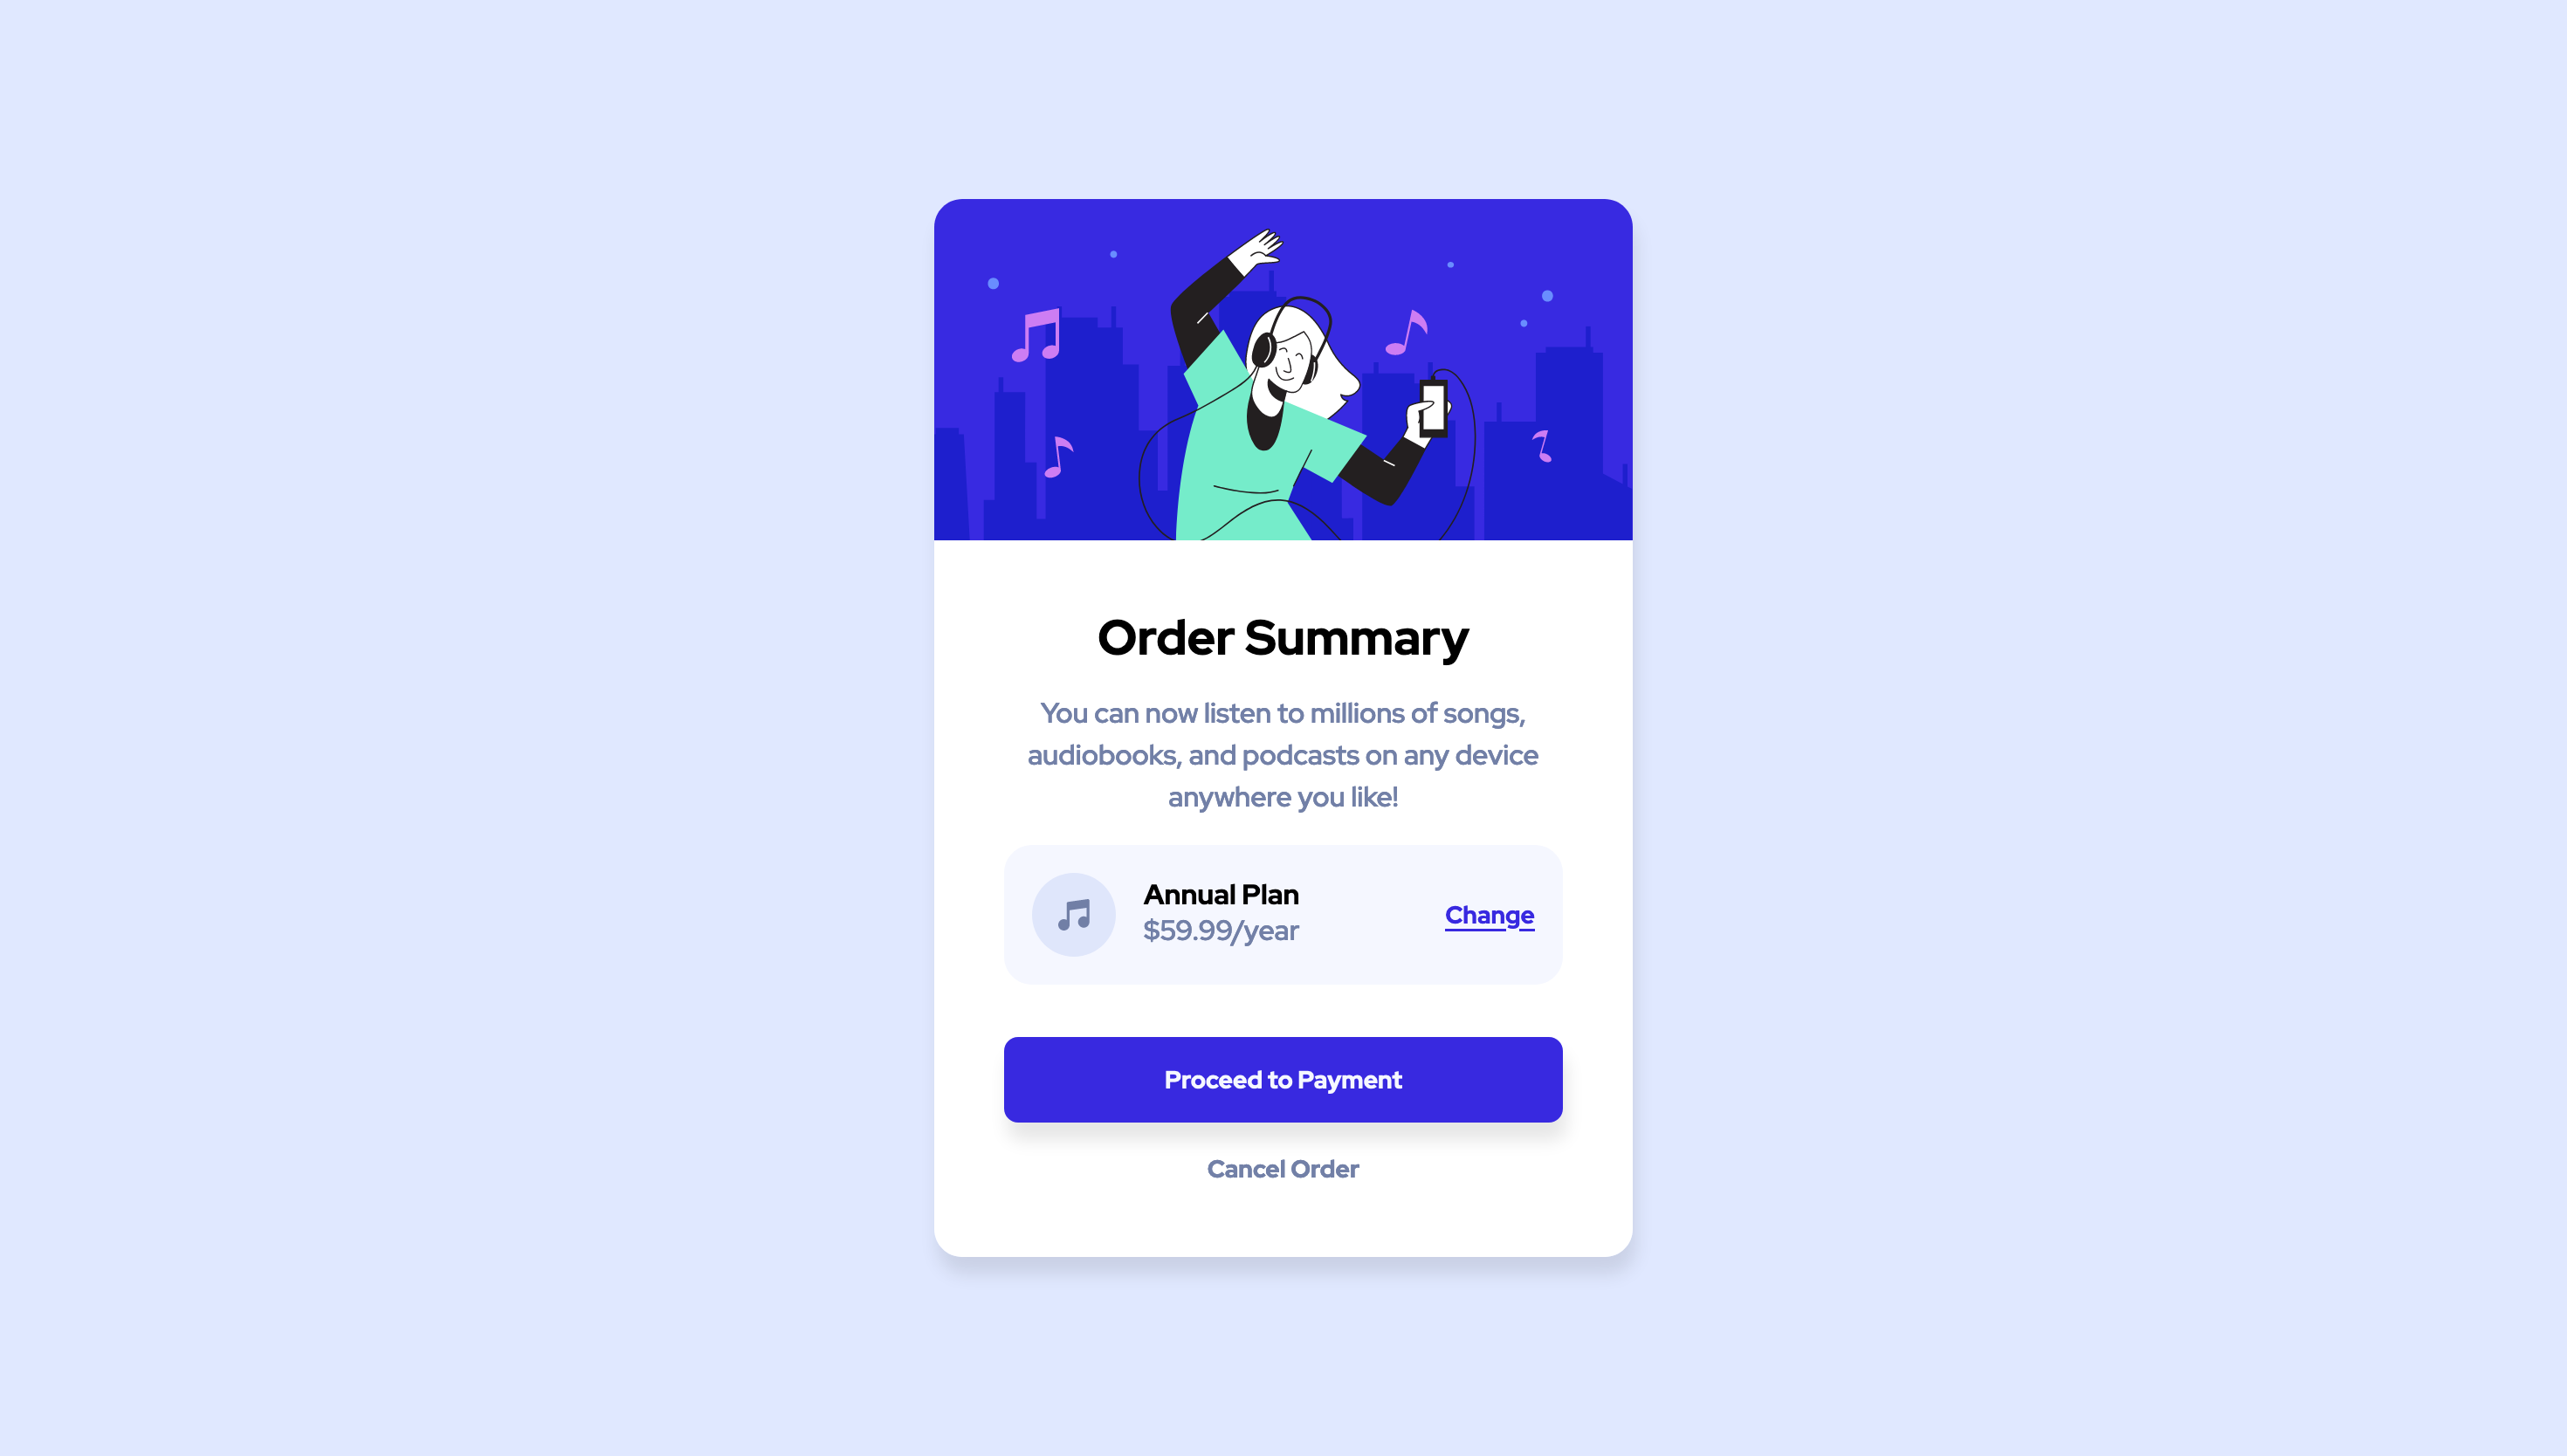 Order Summary
You can now listen to millions of songs,
audiobooks, and podcasts on any device
anywhere you like!
Annual Plan
$59.99/year
Change
Proceed to Payment
Cancel Order